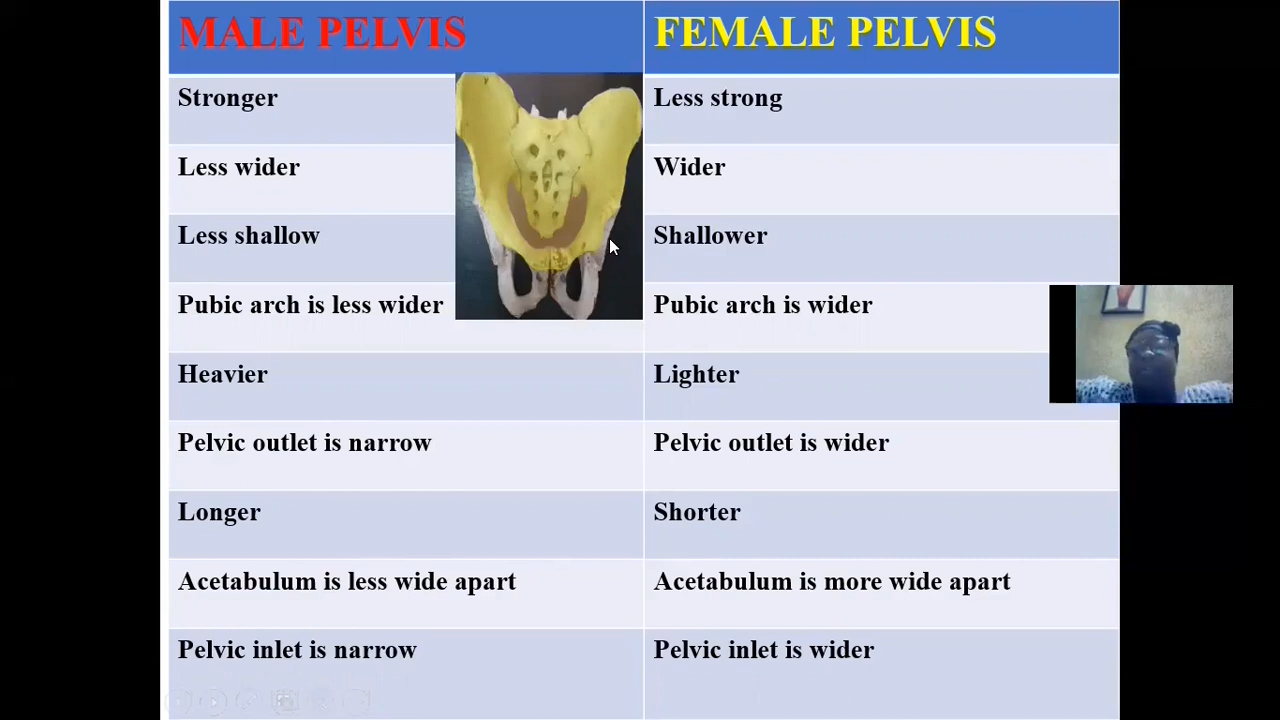 MALE PELVIS FEMALE PELVIS
Stronger Less strong
Less wider Wider
Less shallow Shallower
Pubic arch is less wider Pubic arch is wider
Heavier Lighter
Pelvic outlet is narrow Pelvic outlet is wider
Longer Shorter
Acetabulum is less wide apart Acetabulum is more wide apart
Pelvic inlet is narrow Pelvic inlet is wider